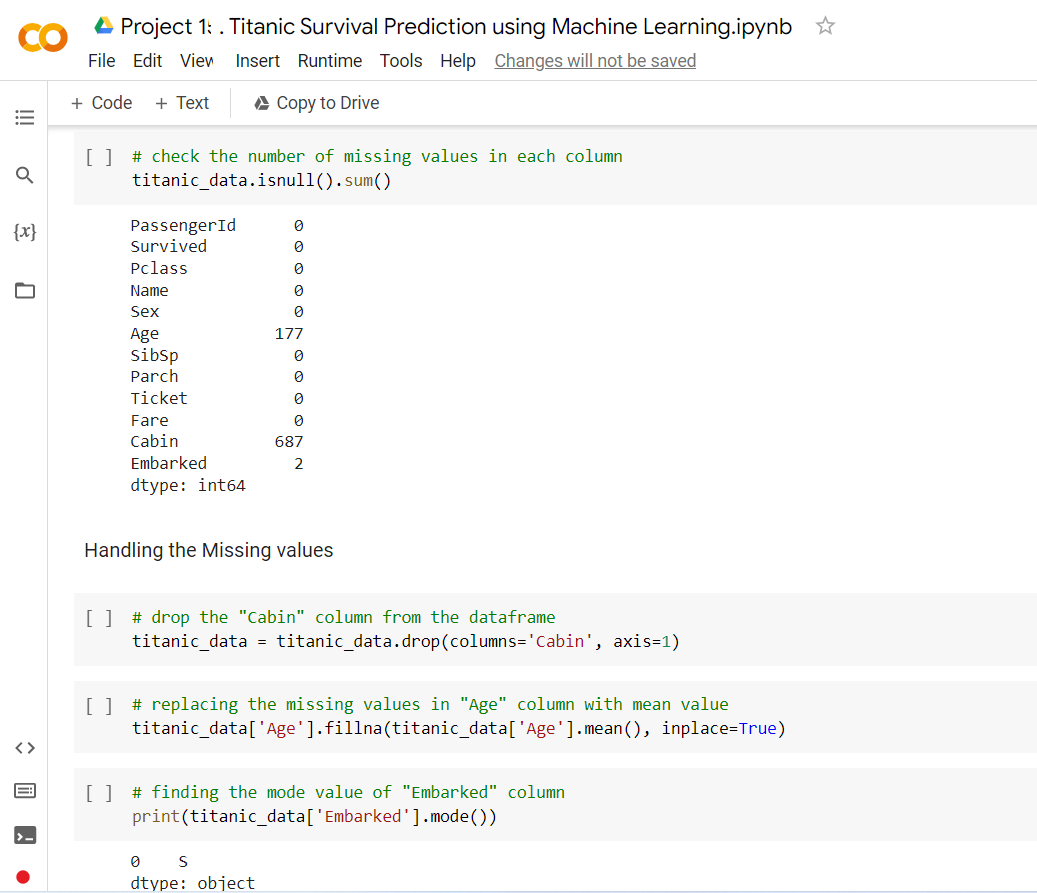 Project 15 . Titanic Survival Prediction using Machine Learning.ipynb
File Edit View Insert Runtime Tools Help Changes will not be saved
+ Code + Text Copy to Drive
[ ] # check the number of missing values in each column
titanic_data.isnull().sum()
PassengerId 0
Survived 0
Pclass 0
Name 0
Sex 0
Age 177
SibSp 0
Parch 0
Ticket 0
Fare 0
Cabin 687
Embarked 2
dtype: int64
Handling the Missing values
[ ] # drop the "Cabin" column from the dataframe
titanic_data = titanic_data.drop(columns='Cabin', axis=1)
[ ] # replacing the missing values in "Age" column with mean value
titanic_data['Age'].fillna(titanic_data['Age'].mean(), inplace=True)
[ ] # finding the mode value of "Embarked" column
print(titanic_data['Embarked'].mode())
0 S
dtype: object